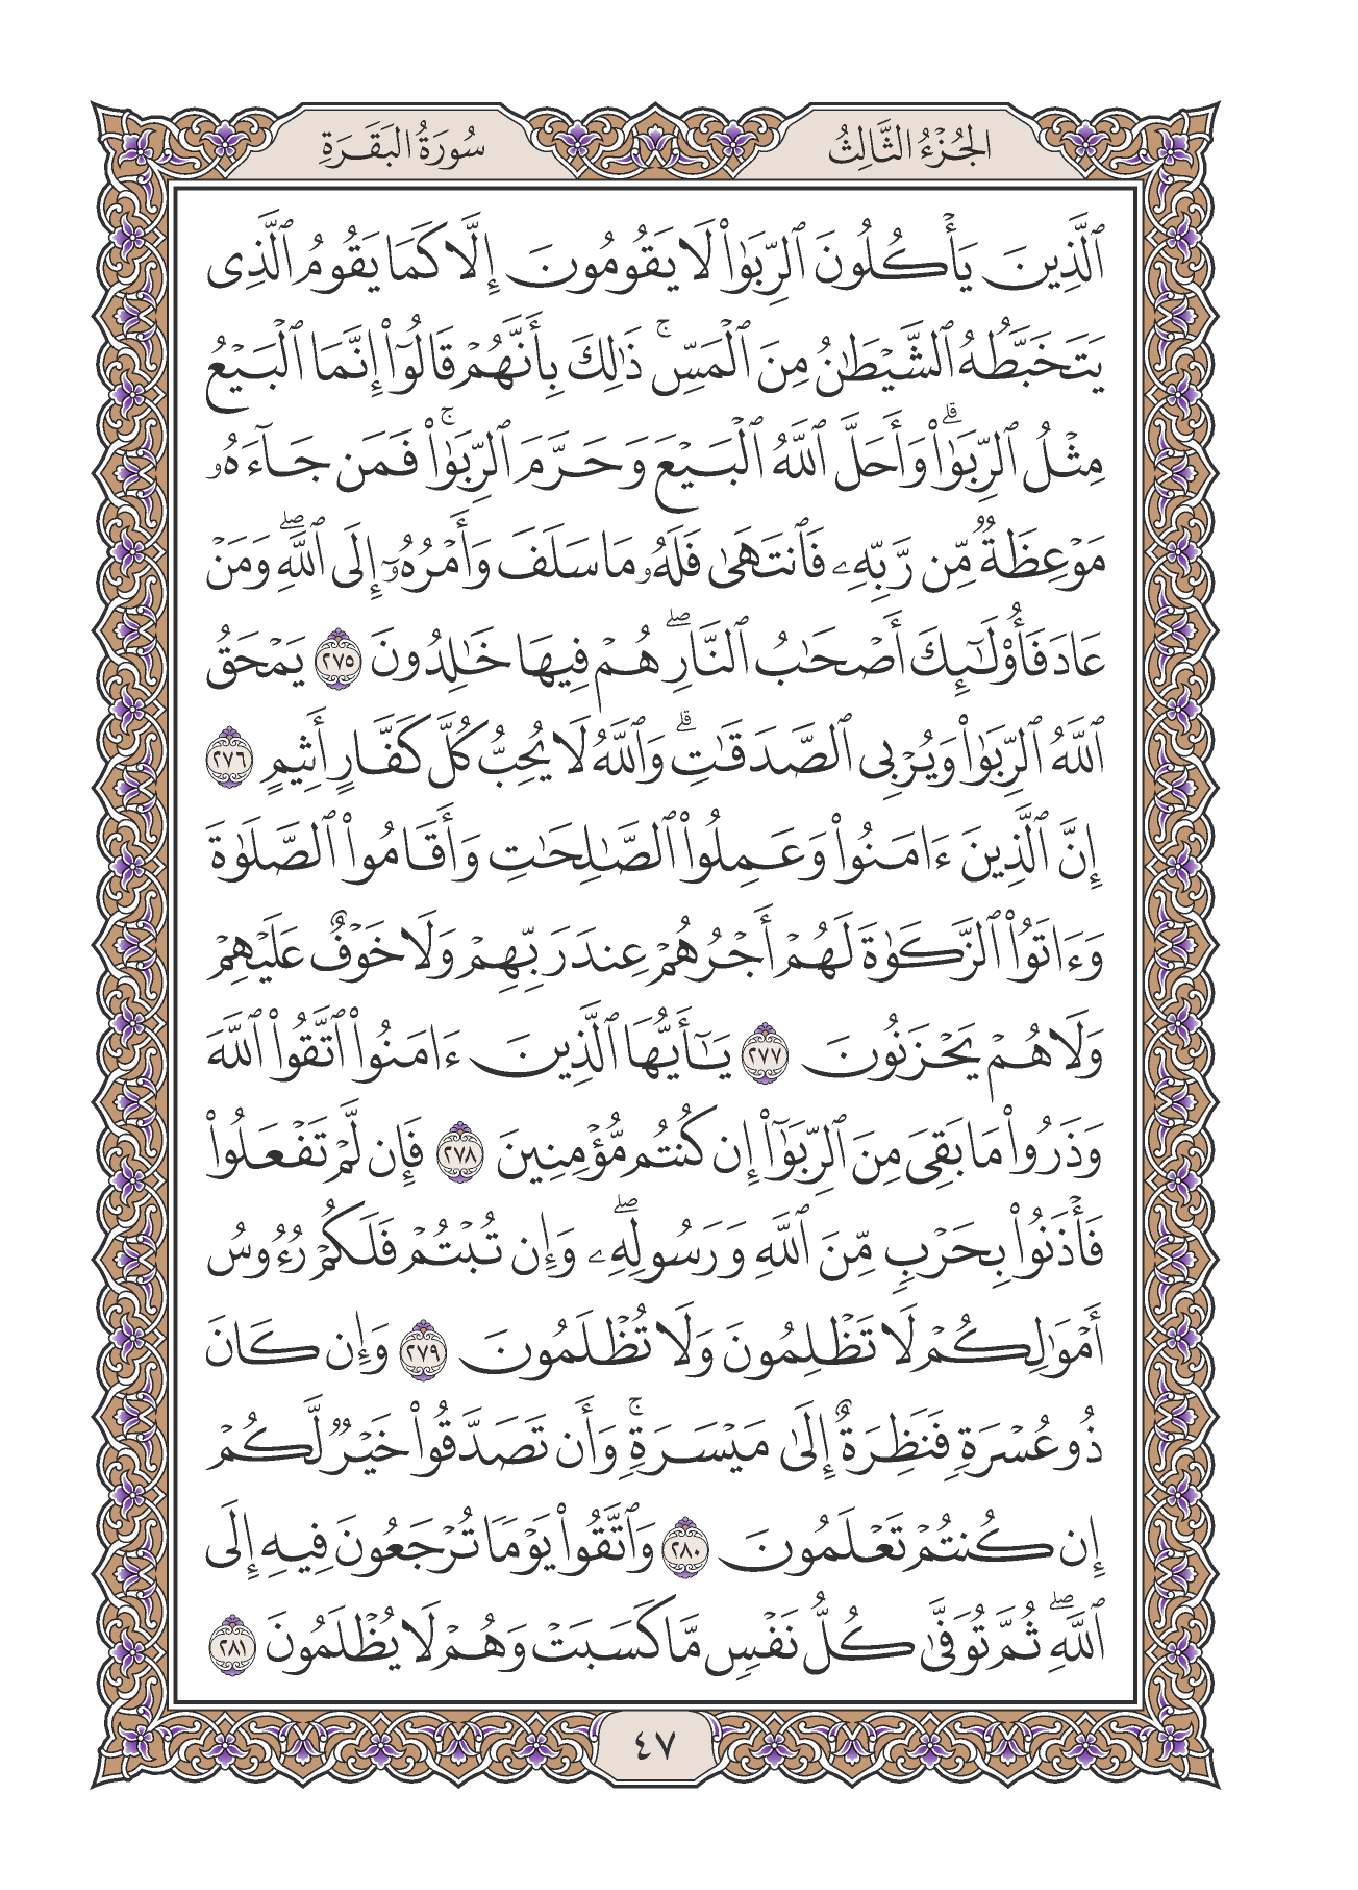 الجُزْءُ الثَّالِثُ
سُورَةُ البَقَرَةِ
ٱلَّذِينَ يَأۡكُلُونَ ٱلرِّبَوٰاْ لَا يَقُومُونَ إِلَّا كَمَا يَقُومُ ٱلَّذِي
يَتَخَبَّطُهُ ٱلشَّيۡطَٰنُ مِنَ ٱلۡمَسِّۚ ذَٰلِكَ بِأَنَّهُمۡ قَالُوٓاْ إِنَّمَا ٱلۡبَيۡعُ
مِثۡلُ ٱلرِّبَوٰاْۗ وَأَحَلَّ ٱللَّهُ ٱلۡبَيۡعَ وَحَرَّمَ ٱلرِّبَوٰاْۚ فَمَن جَآءَهُۥ
مَوۡعِظَةٞ مِّن رَّبِّهِۦ فَٱنتَهَىٰ فَلَهُۥ مَا سَلَفَ وَأَمۡرُهُۥٓ إِلَى ٱللَّهِۖ وَمَنۡ
عَادَ فَأُوْلَٰٓئِكَ أَصۡحَٰبُ ٱلنَّارِۖ هُمۡ فِيهَا خَٰلِدُونَ ٢٧٥ يَمۡحَقُ
ٱللَّهُ ٱلرِّبَوٰاْ وَيُرۡبِي ٱلصَّدَقَٰتِۗ وَٱللَّهُ لَا يُحِبُّ كُلَّ كَفَّارٍ أَثِيمٍ ٢٧٦
إِنَّ ٱلَّذِينَ ءَامَنُواْ وَعَمِلُواْ ٱلصَّٰلِحَٰتِ وَأَقَامُواْ ٱلصَّلَوٰةَ
وَءَاتَوُاْ ٱلزَّكَوٰةَ لَهُمۡ أَجۡرُهُمۡ عِندَ رَبِّهِمۡ وَلَا خَوۡفٌ عَلَيۡهِمۡ
وَلَا هُمۡ يَحۡزَنُونَ ٢٧٧ يَٰٓأَيُّهَا ٱلَّذِينَ ءَامَنُواْ ٱتَّقُواْ ٱللَّهَ
وَذَرُواْ مَا بَقِيَ مِنَ ٱلرِّبَوٰٓاْ إِن كُنتُم مُّؤۡمِنِينَ ٢٧٨ فَإِن لَّمۡ تَفۡعَلُواْ
فَأۡذَنُواْ بِحَرۡبٖ مِّنَ ٱللَّهِ وَرَسُولِهِۦۖ وَإِن تُبۡتُمۡ فَلَكُمۡ رُءُوسُ
أَمۡوَٰلِكُمۡ لَا تَظۡلِمُونَ وَلَا تُظۡلَمُونَ ٢٧٩ وَإِن كَانَ
ذُو عُسۡرَةٖ فَنَظِرَةٌ إِلَىٰ مَيۡسَرَةٖۚ وَأَن تَصَدَّقُواْ خَيۡرٞ لَّكُمۡ
إِن كُنتُمۡ تَعۡلَمُونَ ٢٨٠ وَٱتَّقُواْ يَوۡمٗا تُرۡجَعُونَ فِيهِ إِلَى
ٱللَّهِۖ ثُمَّ تُوَفَّىٰ كُلُّ نَفۡسٖ مَّا كَسَبَتۡ وَهُمۡ لَا يُظۡلَمُونَ ٢٨١
٤٧